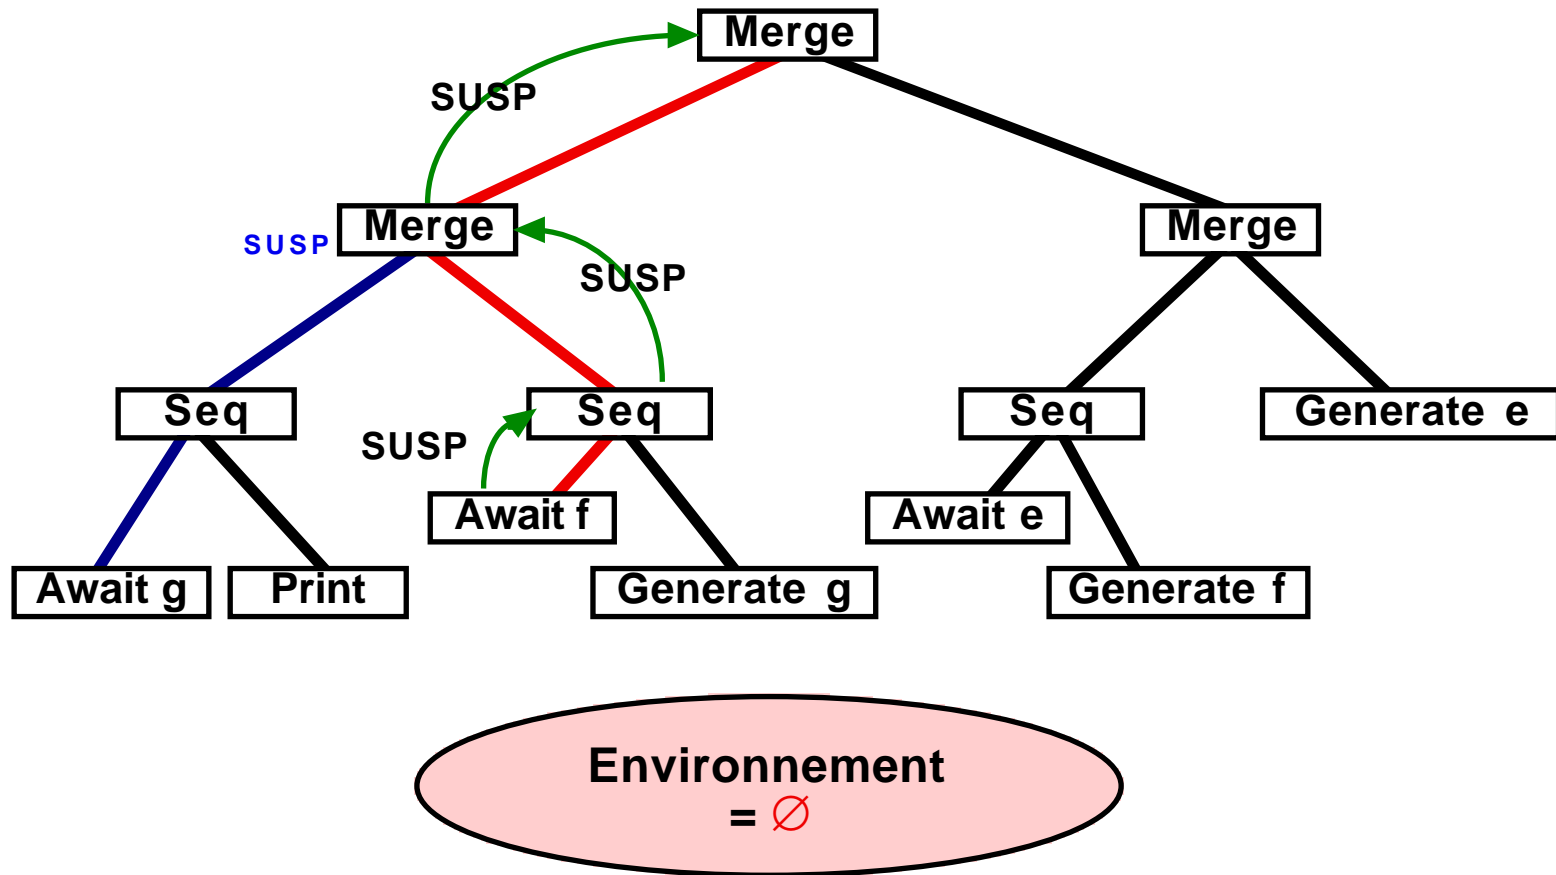 Merge
SUSP
Merge
Merge
SUSP
SUSP
Seq
Seq
Seq
Generate e
SUSP
Await f
Await e
Await g
Print
Generate g
Generate f
Environnement
= ∅